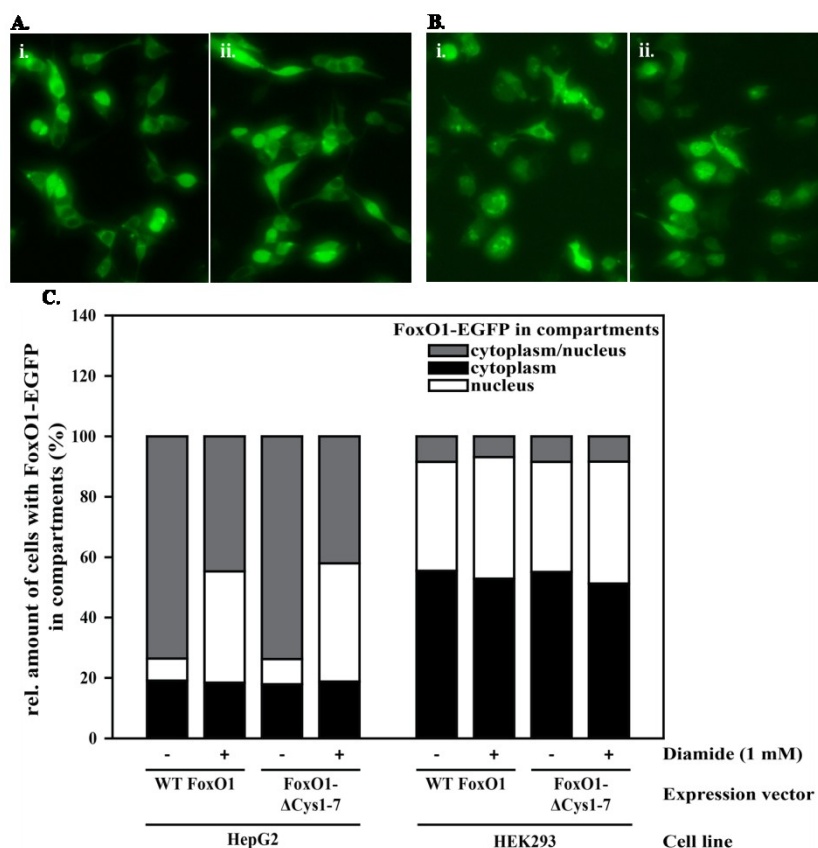 A.
B.
i.
ii.
i.
ii.
C.
140
120
100
80
60
40
20
0
rel. amount of cells with FoxO1-EGFP
in compartments (%)
FoxO1-EGFP in compartments
cytoplasm/nucleus
cytoplasm
nucleus
- + - + - + - + Diamide (1 mM)
WT FoxO1 FoxO1- WT FoxO1 FoxO1- Expression vector
ΔCys1-7 ΔCys1-7
HepG2 HEK293 Cell line